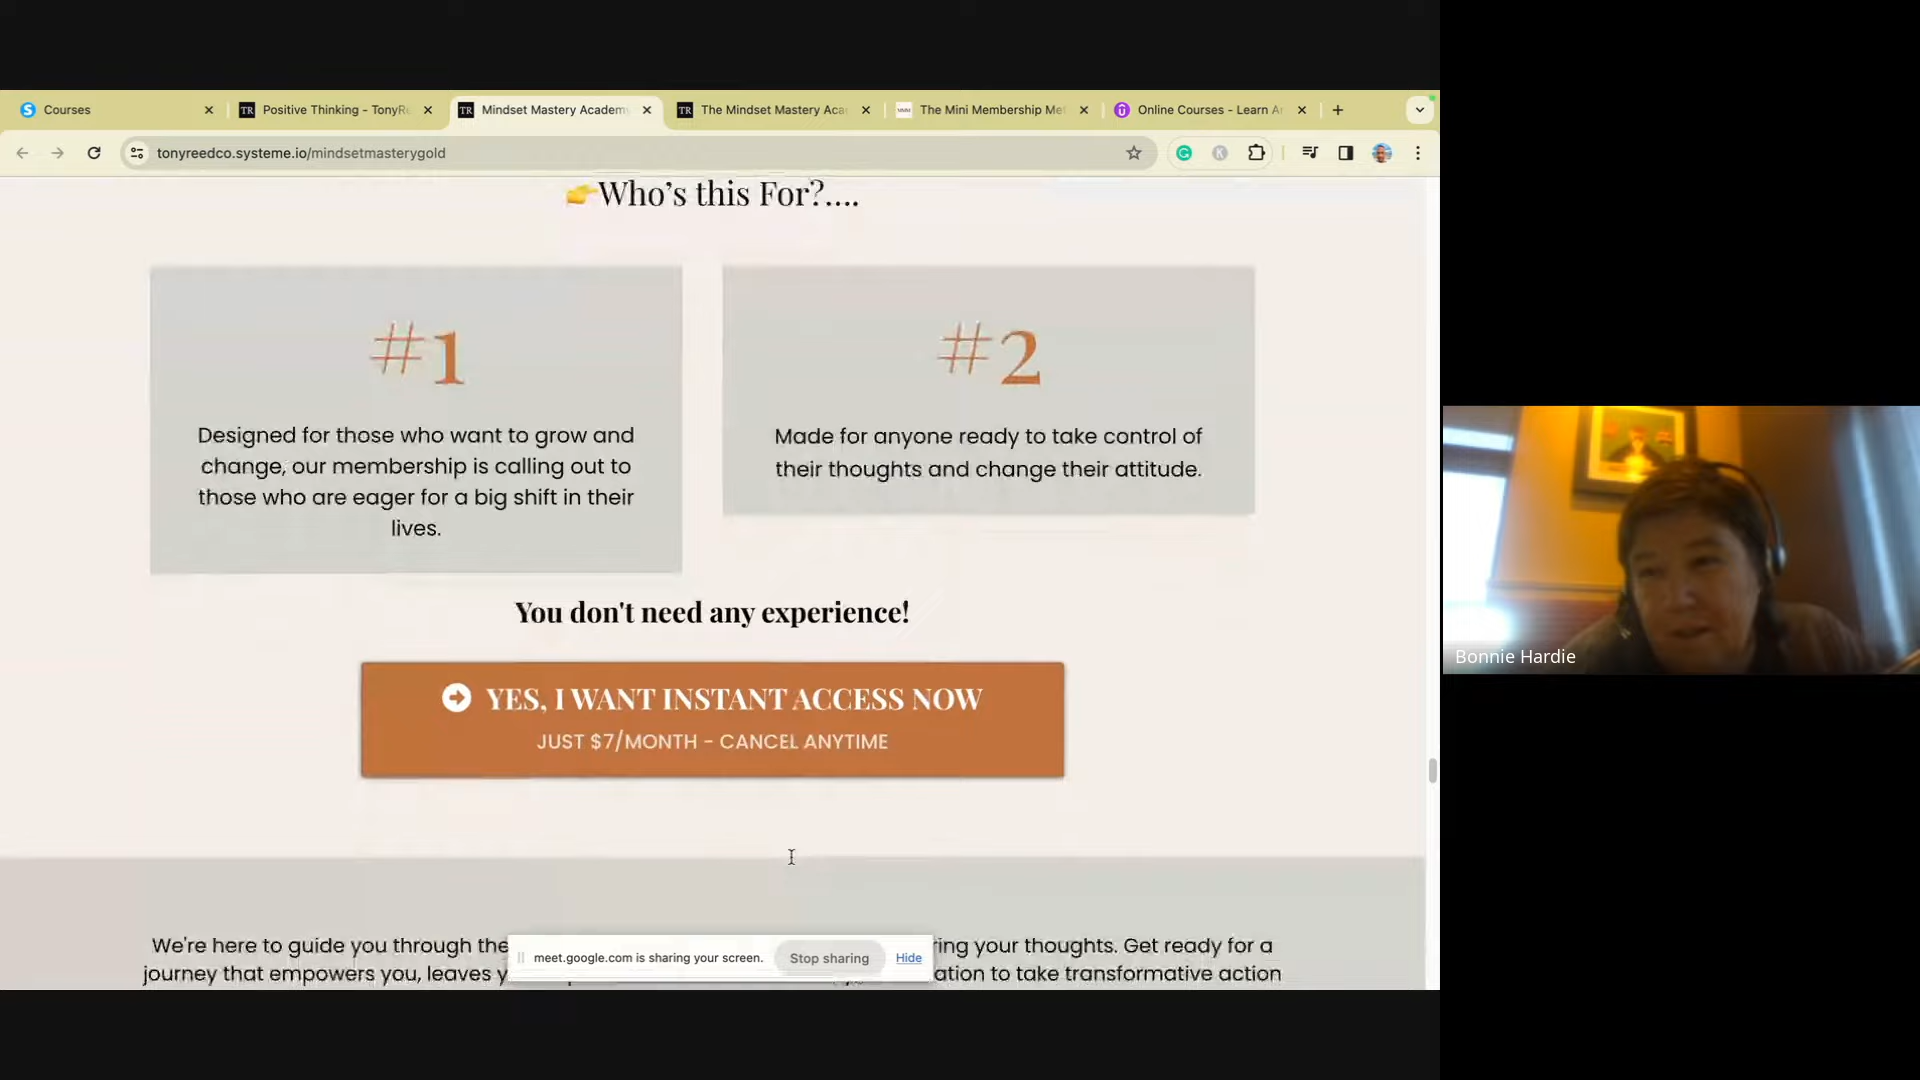 Courses
Positive Thinking - TonyRe
Mindset Mastery Academ
The Mindset Mastery Aca
The Mini Membership Me
Online Courses - Learn A
tonyreedco.systeme.io/mindsetmasterygold
Who's this For?....
#1
Designed for those who want to grow and
change, our membership is calling out to
those who are eager for a big shift in their
lives.
#2
Made for anyone ready to take control of
their thoughts and change their attitude.
You don't need any experience!
YES, I WANT INSTANT ACCESS NOW
JUST $7/MONTH - CANCEL ANYTIME
We're here to guide you through the ring your thoughts. Get ready for a
journey that empowers you, leaves y ation to take transformative action
meet.google.com is sharing your screen. Stop sharing Hide
Bonnie Hardie